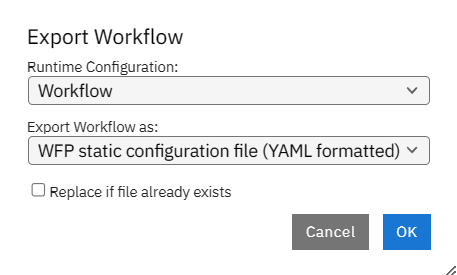 Export Workflow
Runtime Configuration:
Workflow
Export Workflow as:
WFP static configuration file (YAML formatted)
Replace if file already exists
Cancel OK